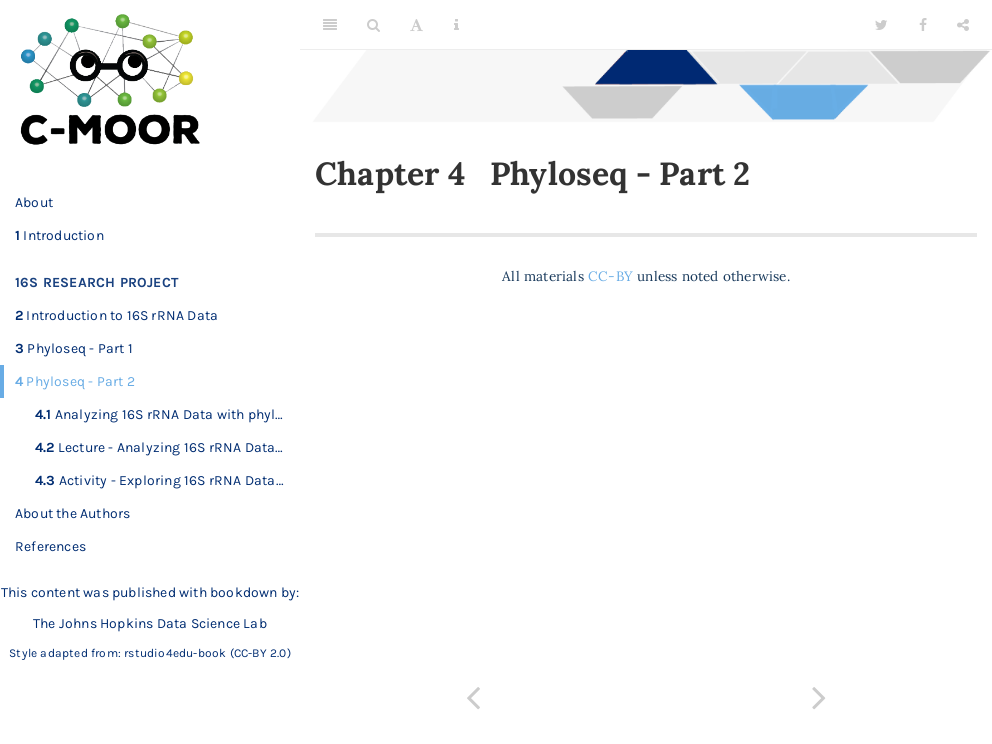 C-MOOR
About
1 Introduction
16S RESEARCH PROJECT
2 Introduction to 16S rRNA Data
3 Phyloseq - Part 1
4 Phyloseq - Part 2
4.1 Analyzing 16S rRNA Data with phyl...
4.2 Lecture - Analyzing 16S rRNA Data...
4.3 Activity - Exploring 16S rRNA Data...
About the Authors
References
This content was published with bookdown by:
The Johns Hopkins Data Science Lab
Style adapted from: rstudio4edu-book (CC-BY 2.0)
Chapter 4 Phyloseq - Part 2
All materials CC-BY unless noted otherwise.